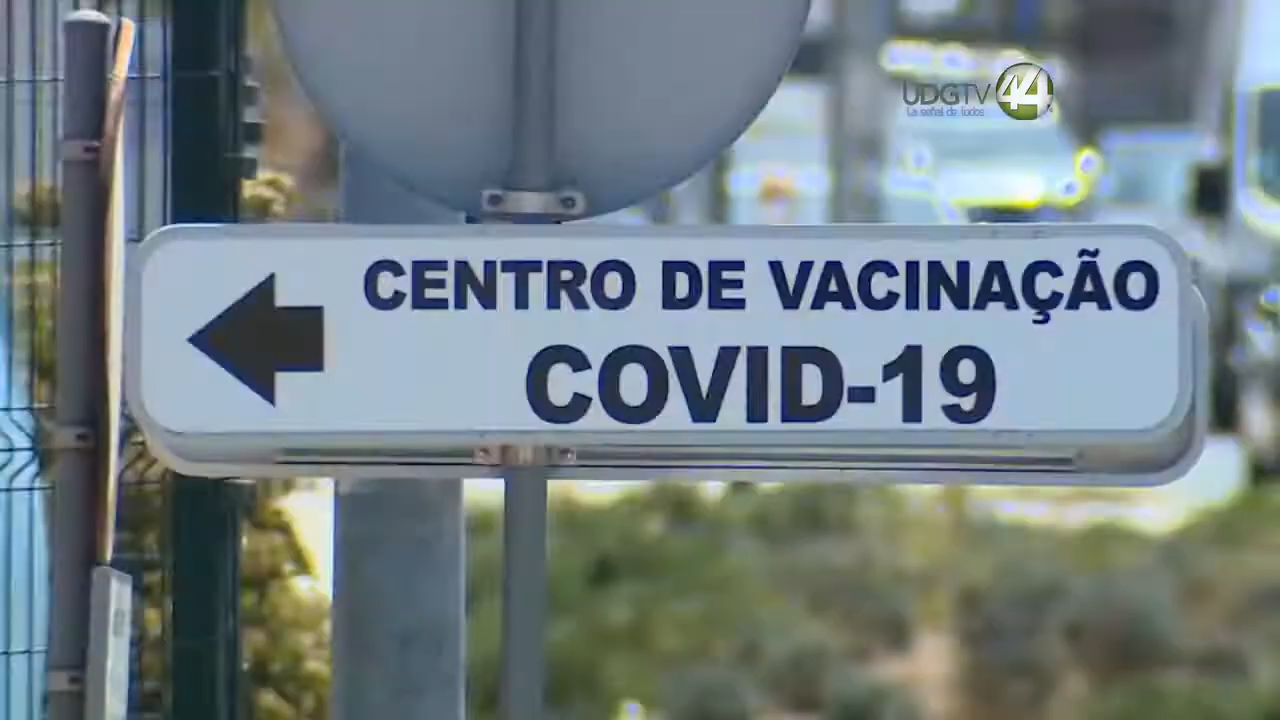 UDGTV 44
La señal de todos
CENTRO DE VACINAÇÃO
COVID-19